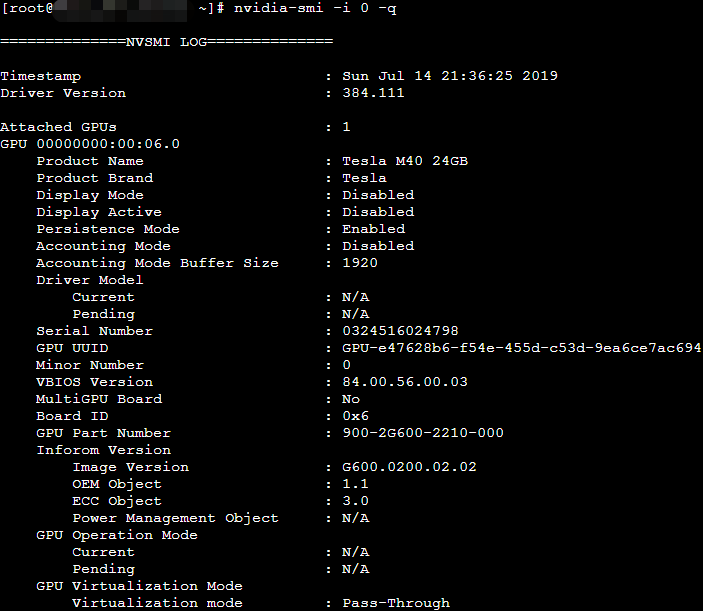 [root@ ~]# nvidia-smi -i 0 -q
==============NVSMI LOG==============
Timestamp : Sun Jul 14 21:36:25 2019
Driver Version : 384.111
Attached GPUs : 1
GPU 00000000:00:06.0
Product Name : Tesla M40 24GB
Product Brand : Tesla
Display Mode : Disabled
Display Active : Disabled
Persistence Mode : Enabled
Accounting Mode : Disabled
Accounting Mode Buffer Size : 1920
Driver Model
Current : N/A
Pending : N/A
Serial Number : 0324516024798
GPU UUID : GPU-e47628b6-f54e-455d-c53d-9ea6ce7ac694
Minor Number : 0
VBIOS Version : 84.00.56.00.03
MultiGPU Board : No
Board ID : 0x6
GPU Part Number : 900-2G600-2210-000
Inforom Version
Image Version : G600.0200.02.02
OEM Object : 1.1
ECC Object : 3.0
Power Management Object : N/A
GPU Operation Mode
Current : N/A
Pending : N/A
GPU Virtualization Mode
Virtualization mode : Pass-Through